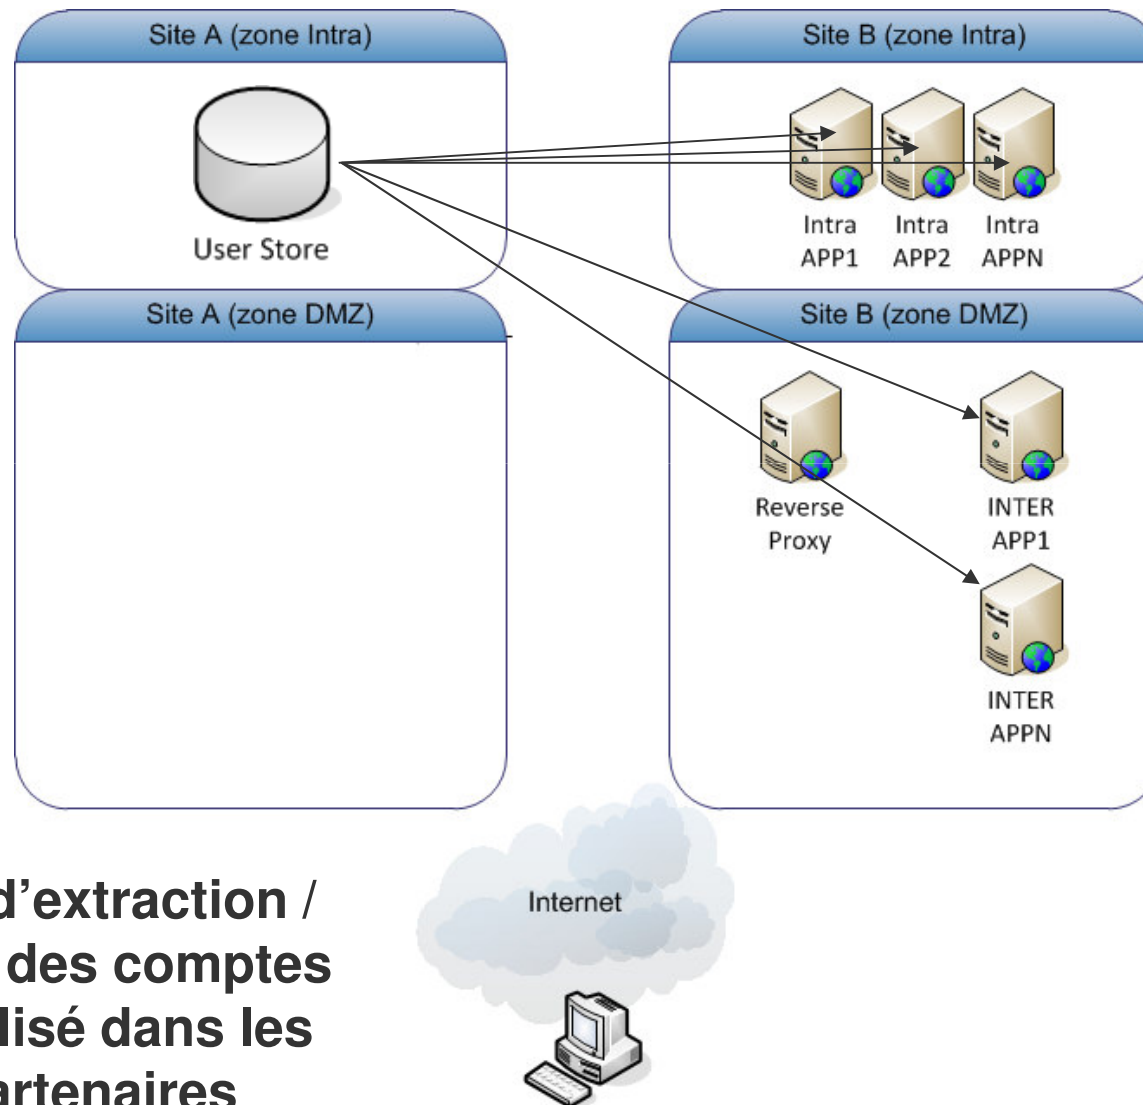 Site A (zone Intra)
Site B (zone Intra)
User Store
Intra
APP1
Intra
APP2
Intra
APPN
Site A (zone DMZ)
Site B (zone DMZ)
Reverse
Proxy
INTER
APP1
INTER
APPN
Internet
d’extraction /
des comptes
lisé dans les
artenaires